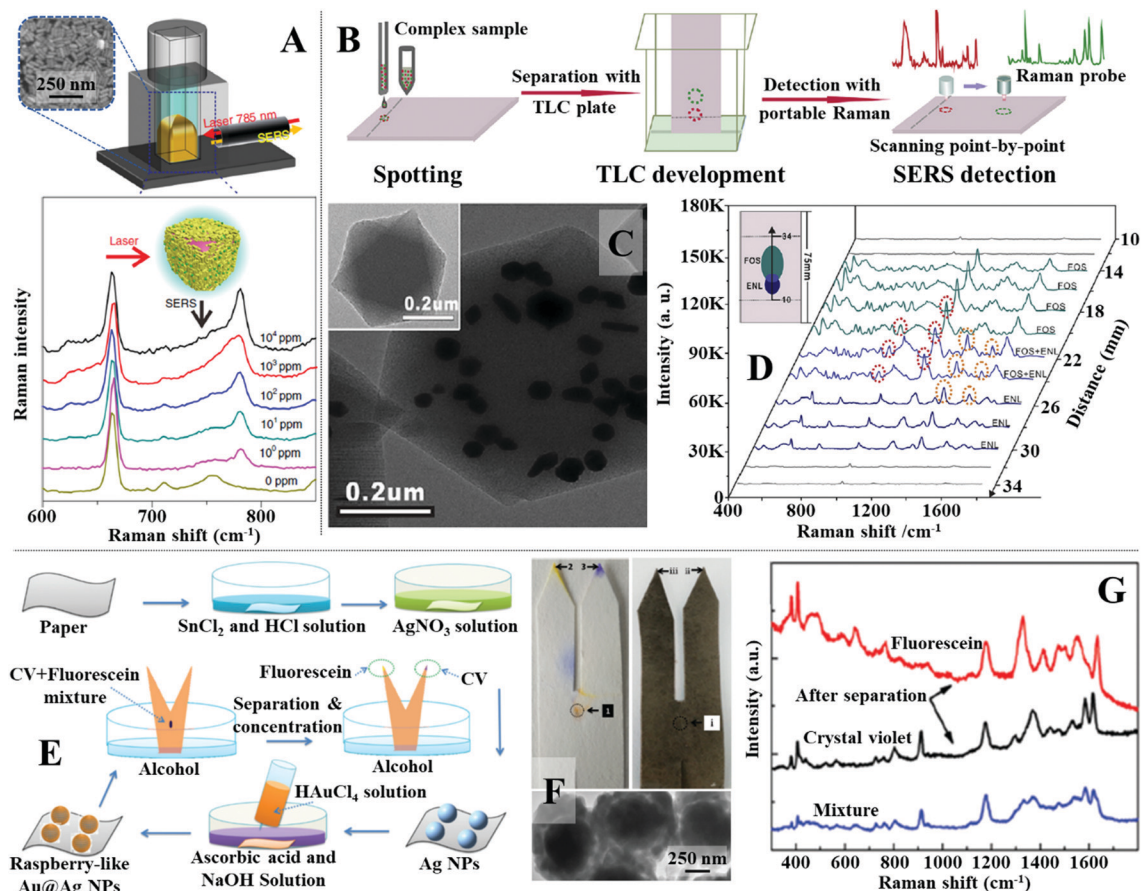 A
250 nm
Laser 785 nm
SERS
Laser
SERS
10⁴ ppm
10³ ppm
10² ppm
10¹ ppm
10⁰ ppm
0 ppm
Raman intensity
600 700 800
Raman shift (cm⁻¹)
B
Complex sample
Separation with
TLC plate
Detection with
portable Raman
Raman probe
Scanning point-by-point
Spotting
TLC development
SERS detection
C
0.2um
0.2um
D
180K
150K
120K
90K
60K
30K
0
Intensity (a. u.)
34
FOS
ENL
10
75mm
FOS
FOS
FOS
FOS
FOS+ENL
FOS+ENL
ENL
ENL
ENL
10
14
18
22
26
30
34
Distance (mm)
400 800 1200 1600
Raman shift /cm⁻¹
E
Paper
SnCl₂ and HCl solution
AgNO₃ solution
CV+Fluorescein
mixture
Alcohol
Separation &
concentration
Fluorescein
CV
Alcohol
HAuCl₄ solution
Raspberry-like
Au@Ag NPs
Ascorbic acid and
NaOH Solution
Ag NPs
F
2 3
1
iii ii
i
250 nm
G
Fluorescein
After separation
Crystal violet
Mixture
Intensity (a.u.)
400 600 800 1000 1200 1400 1600
Raman shift (cm⁻¹)